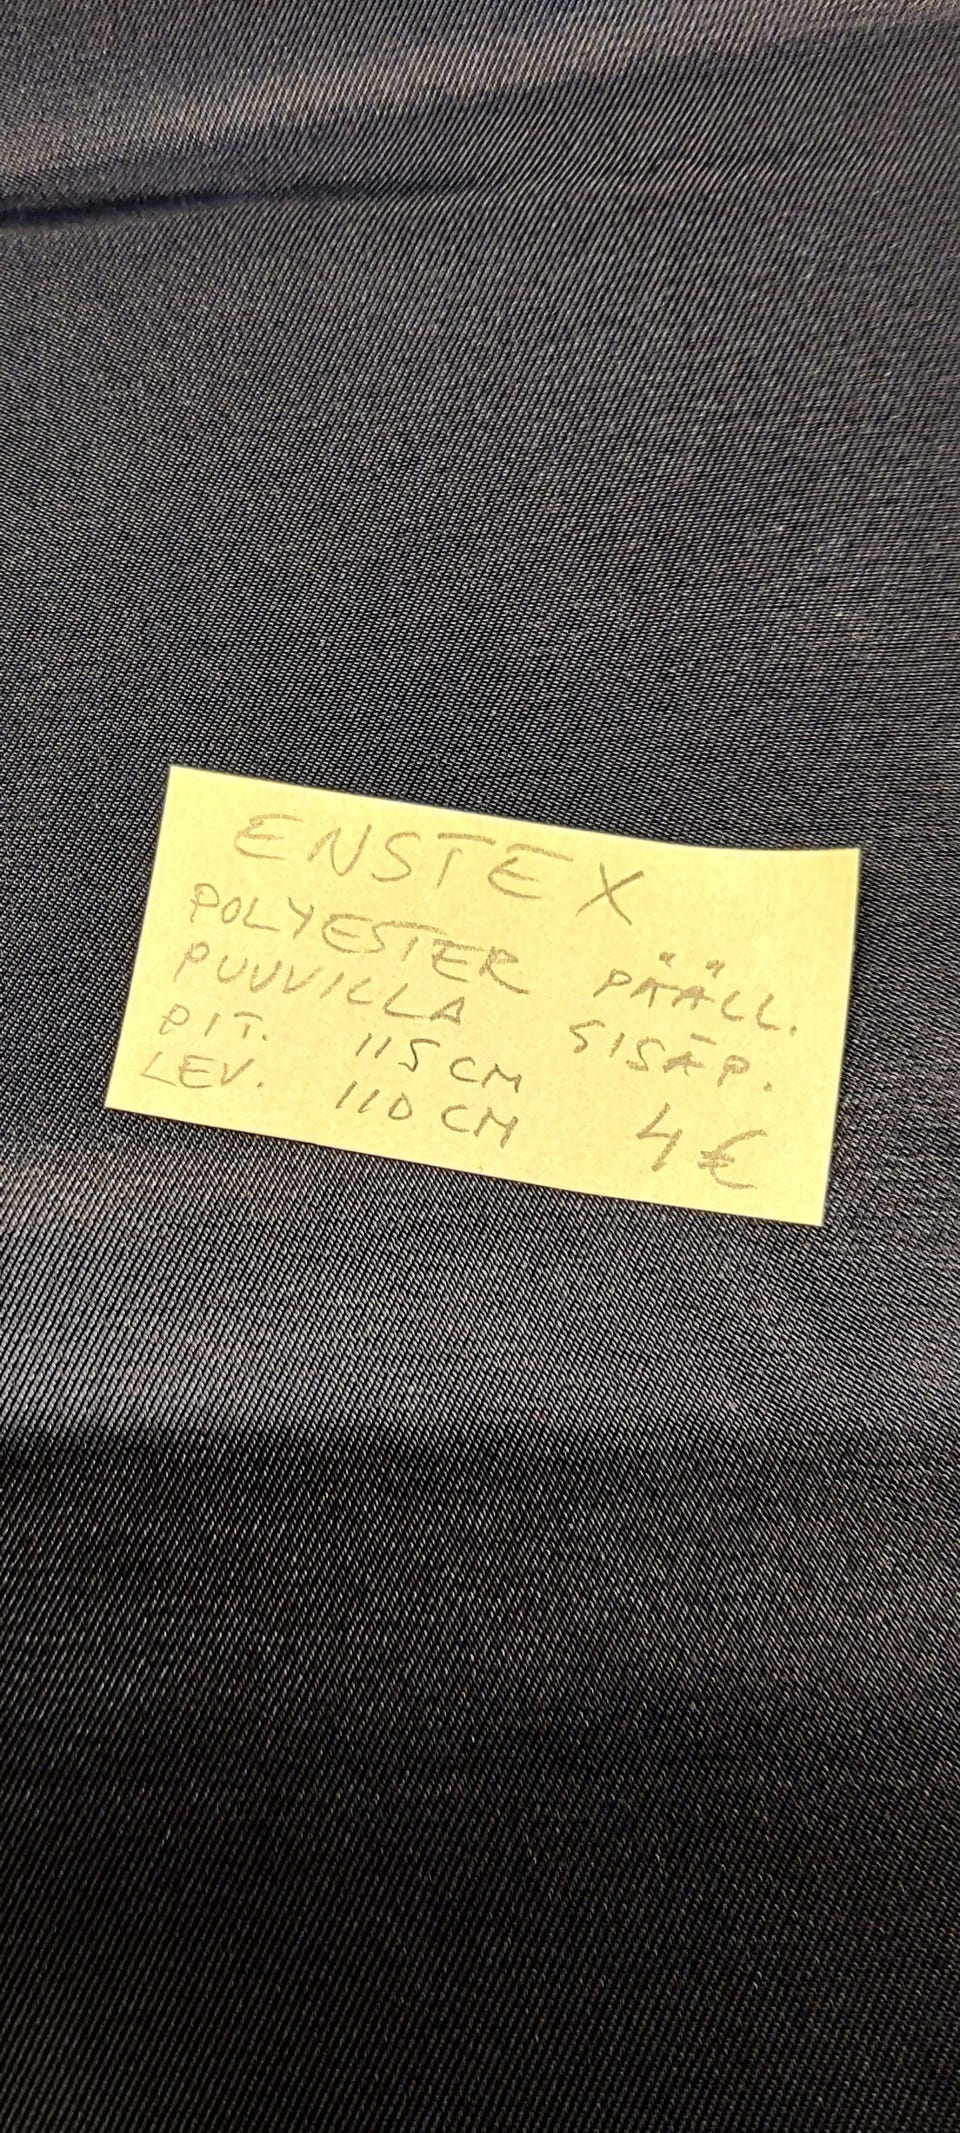 ENSTEX
POLYESTER PÄÄLL.
PUUVILLA SISÄP.
PIT. 115 CM
LEV. 110 CM 4 €